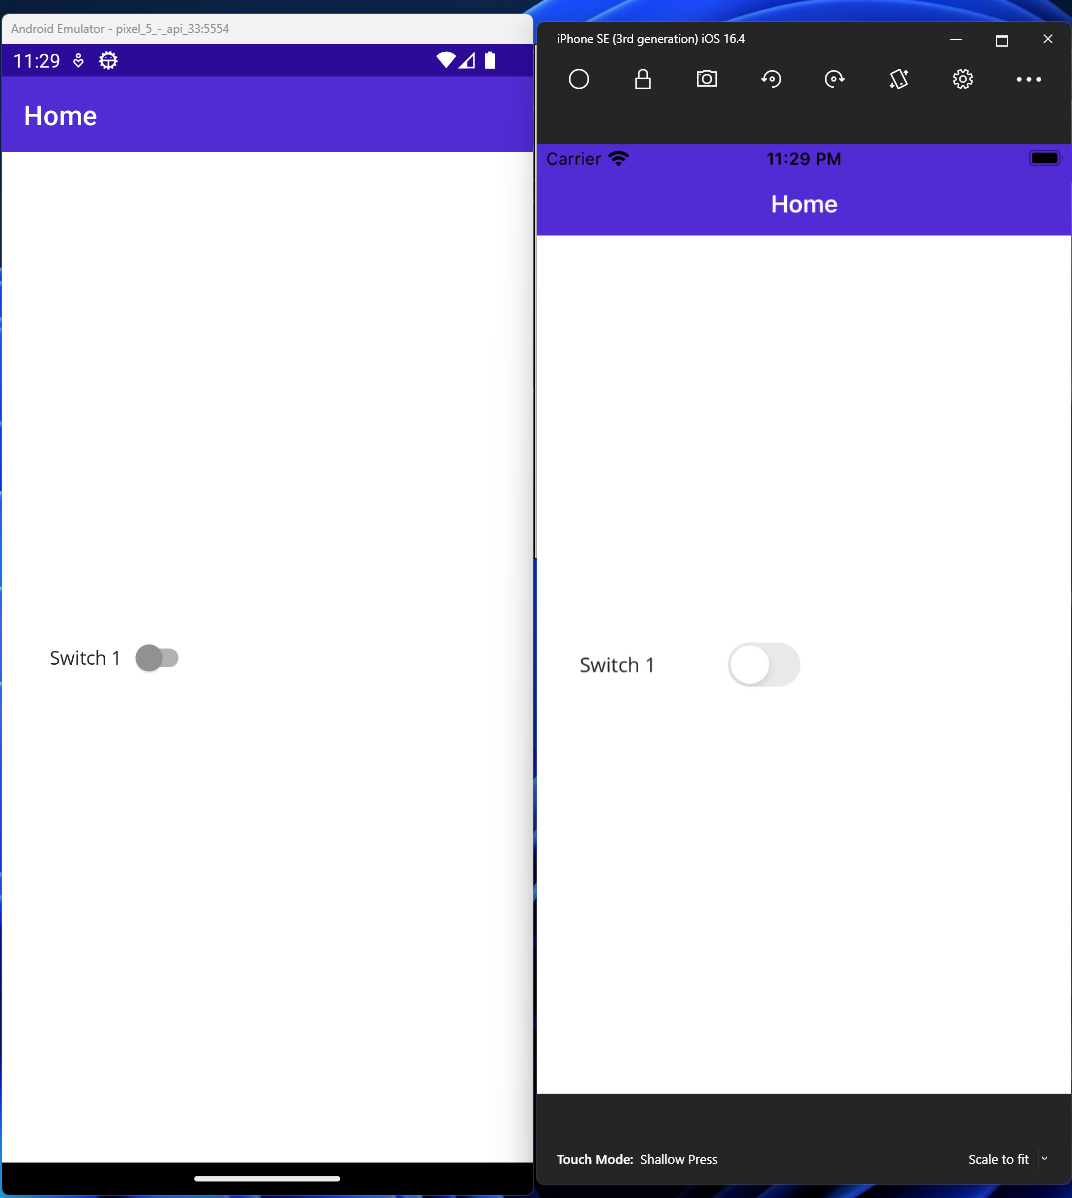 Android Emulator - pixel_5_-_api_33:5554
11:29
Home
Switch 1
iPhone SE (3rd generation) iOS 16.4
Carrier 11:29 PM
Home
Switch 1
Touch Mode: Shallow Press Scale to fit